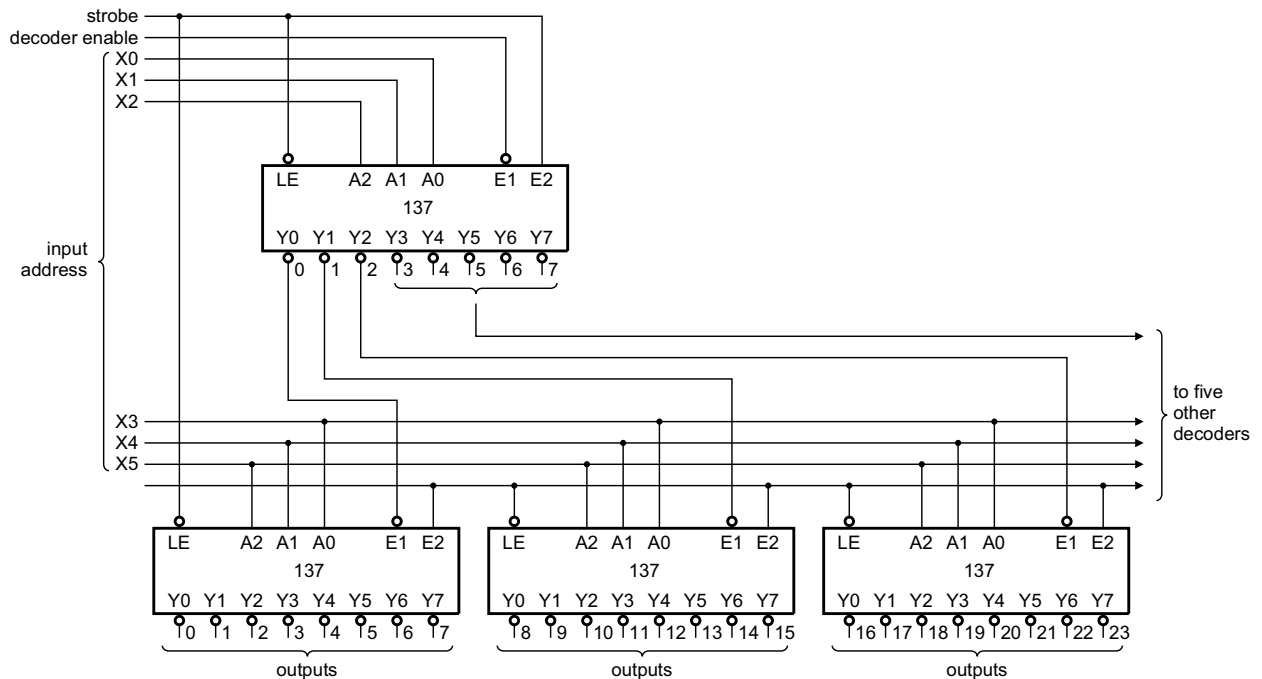 strobe
decoder enable
X0
X1
X2
LE A2 A1 A0 E1 E2
137
Y0 Y1 Y2 Y3 Y4 Y5 Y6 Y7
0 1 2 3 4 5 6 7
input
address
to five
other
decoders
X3
X4
X5
LE A2 A1 A0 E1 E2
137
Y0 Y1 Y2 Y3 Y4 Y5 Y6 Y7
0 1 2 3 4 5 6 7
outputs
LE A2 A1 A0 E1 E2
137
Y0 Y1 Y2 Y3 Y4 Y5 Y6 Y7
8 9 10 11 12 13 14 15
outputs
LE A2 A1 A0 E1 E2
137
Y0 Y1 Y2 Y3 Y4 Y5 Y6 Y7
16 17 18 19 20 21 22 23
outputs